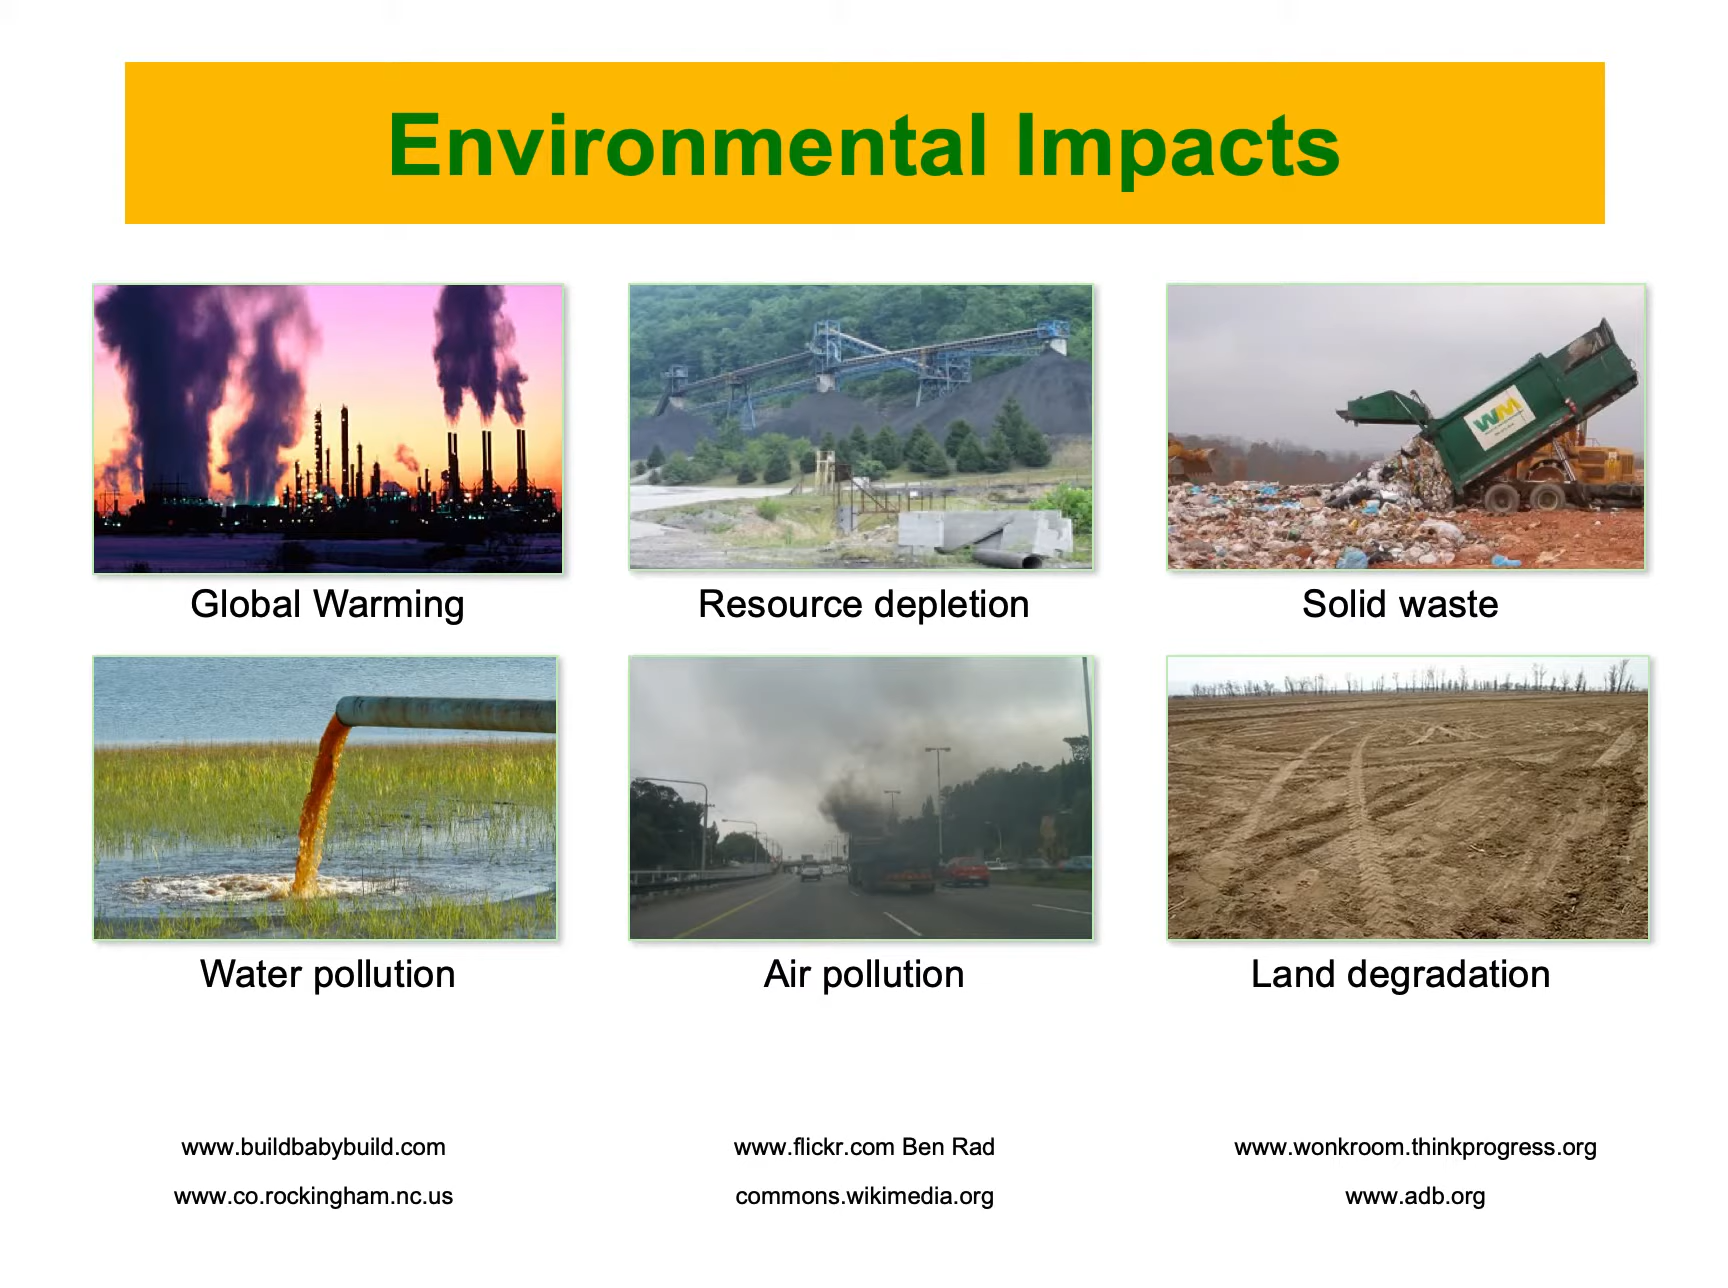 Environmental Impacts
WM
Global Warming
Resource depletion
Solid waste
Water pollution
Air pollution
Land degradation
www.buildbabybuild.com
www.flickr.com Ben Rad
www.wonkroom.thinkprogress.org
www.co.rockingham.nc.us
commons.wikimedia.org
www.adb.org